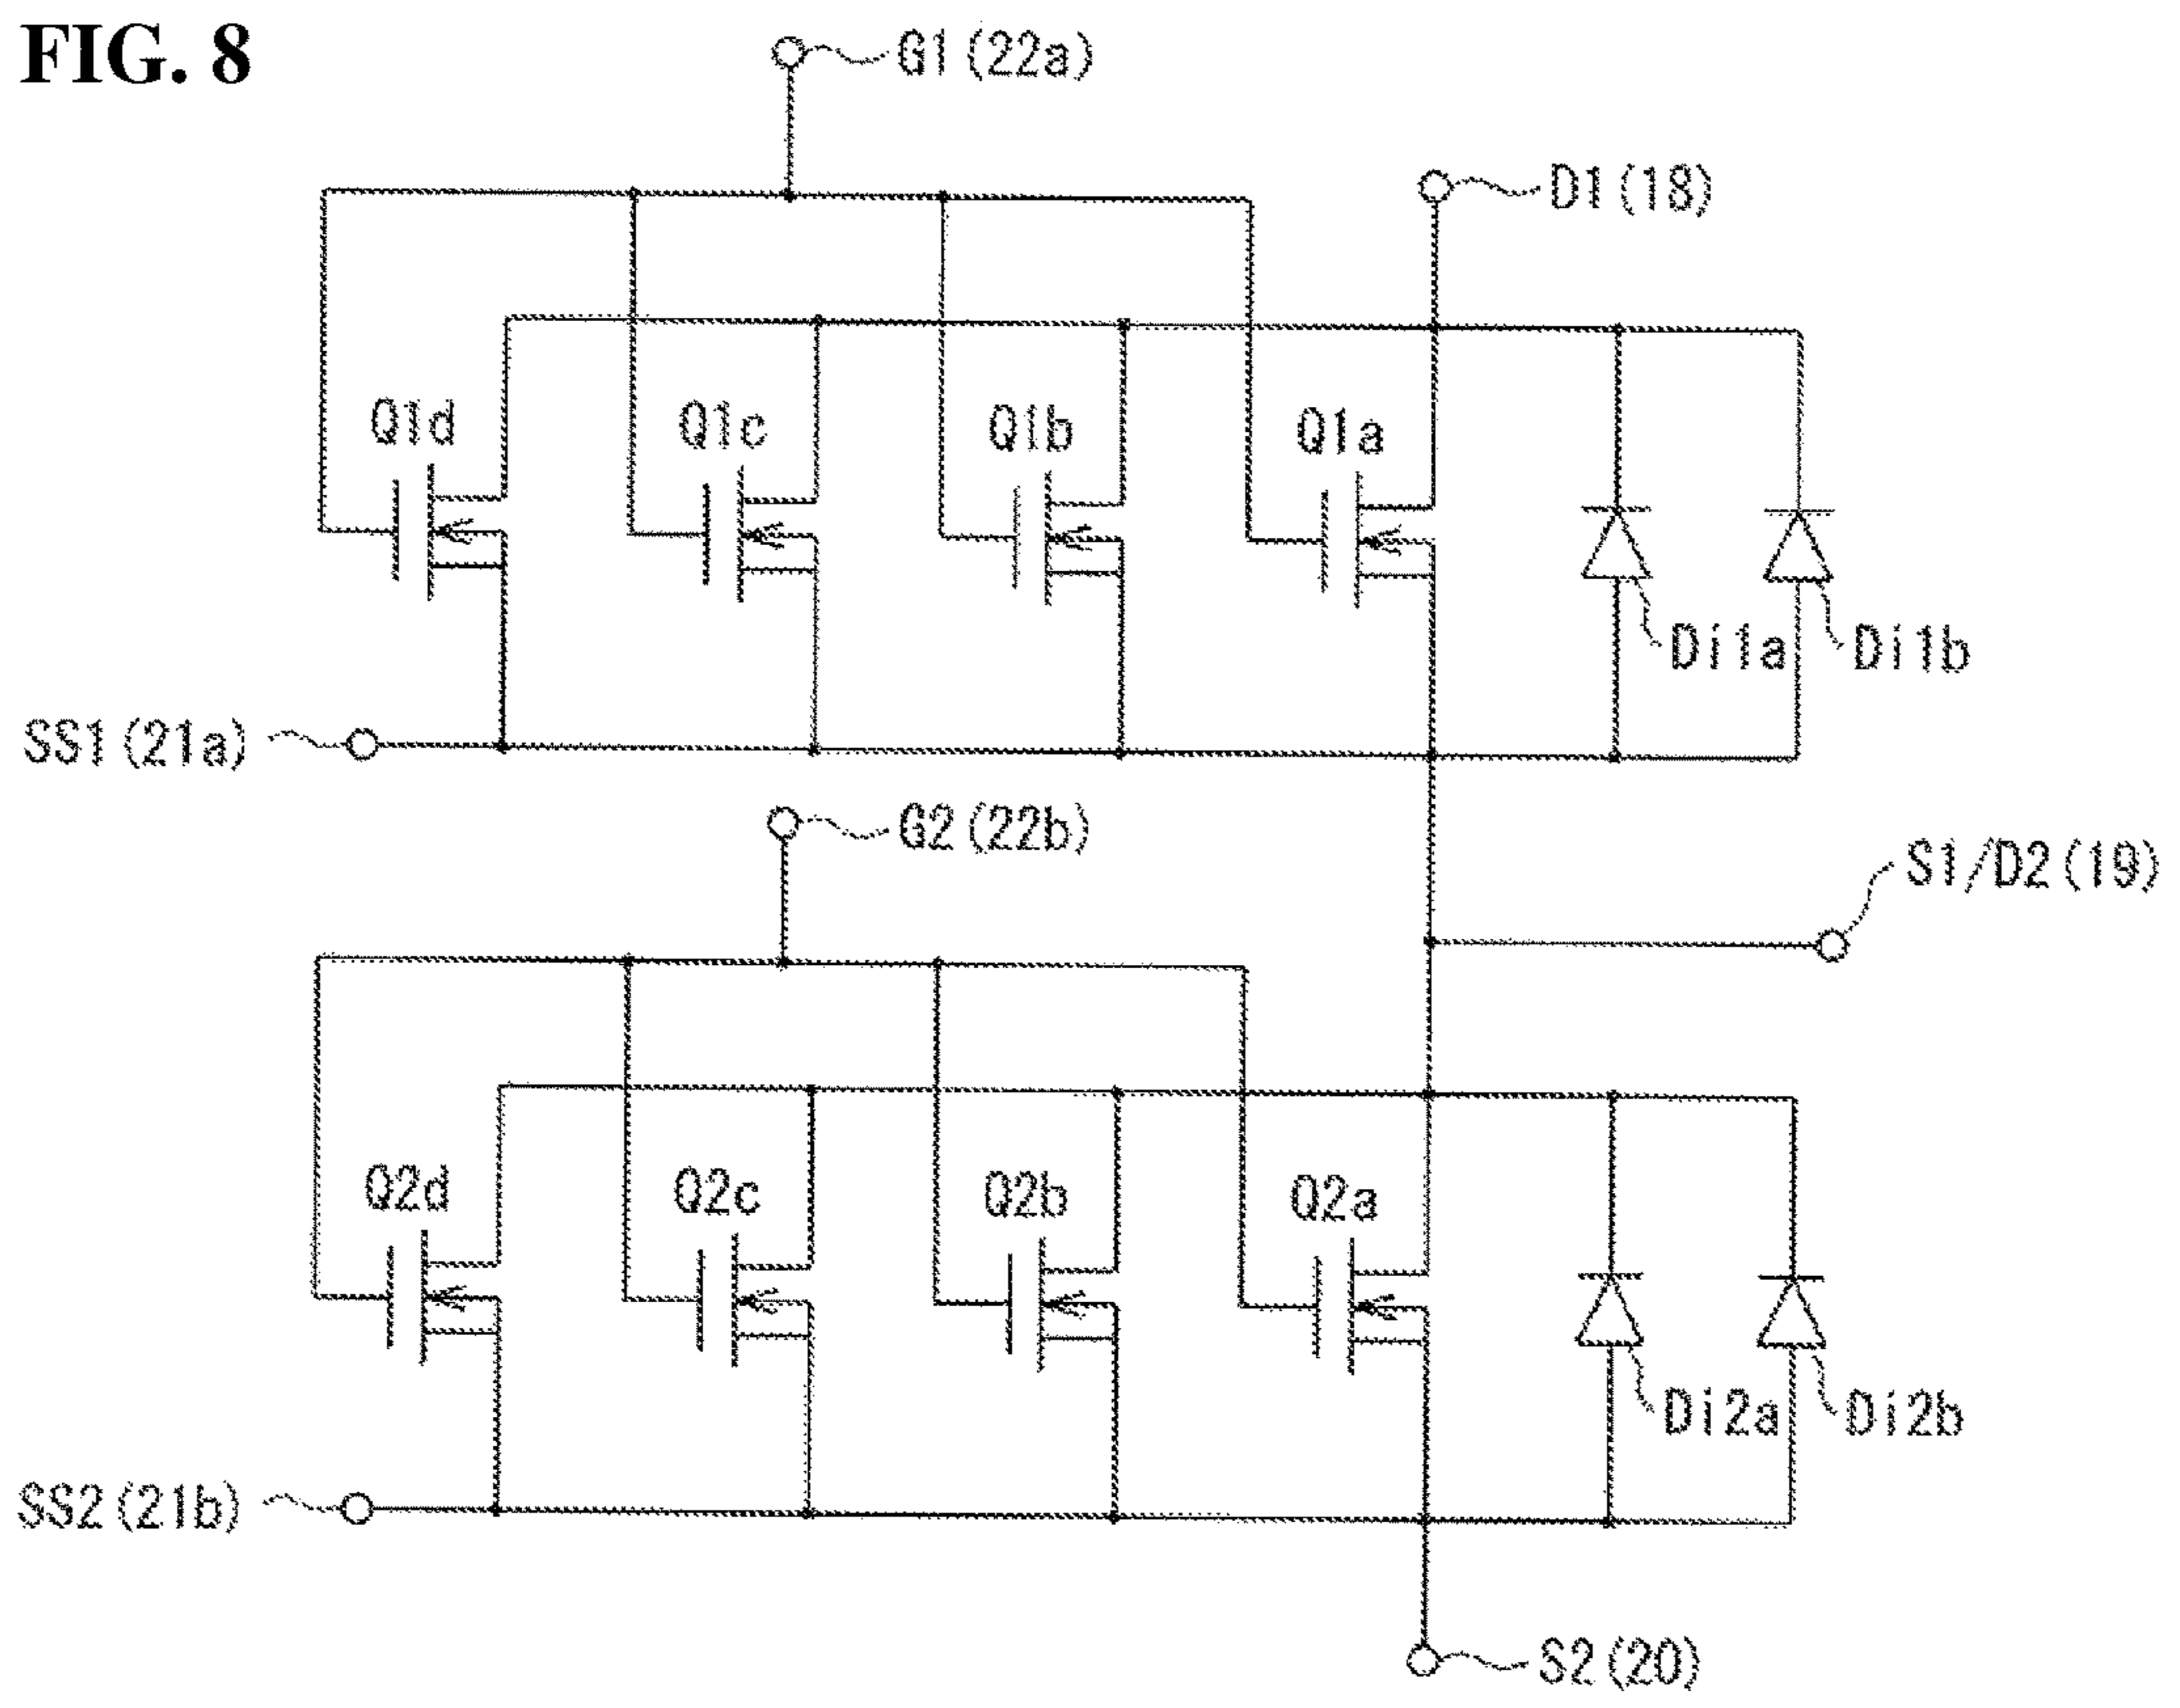 FIG. 8
G1(22a)
D1(18)
Q1d
Q1c
Q1b
Q1a
Di1a
Di1b
SS1(21a)
G2(22b)
S1/D2(19)
Q2d
Q2c
Q2b
Q2a
Di2a
Di2b
SS2(21b)
S2(20)